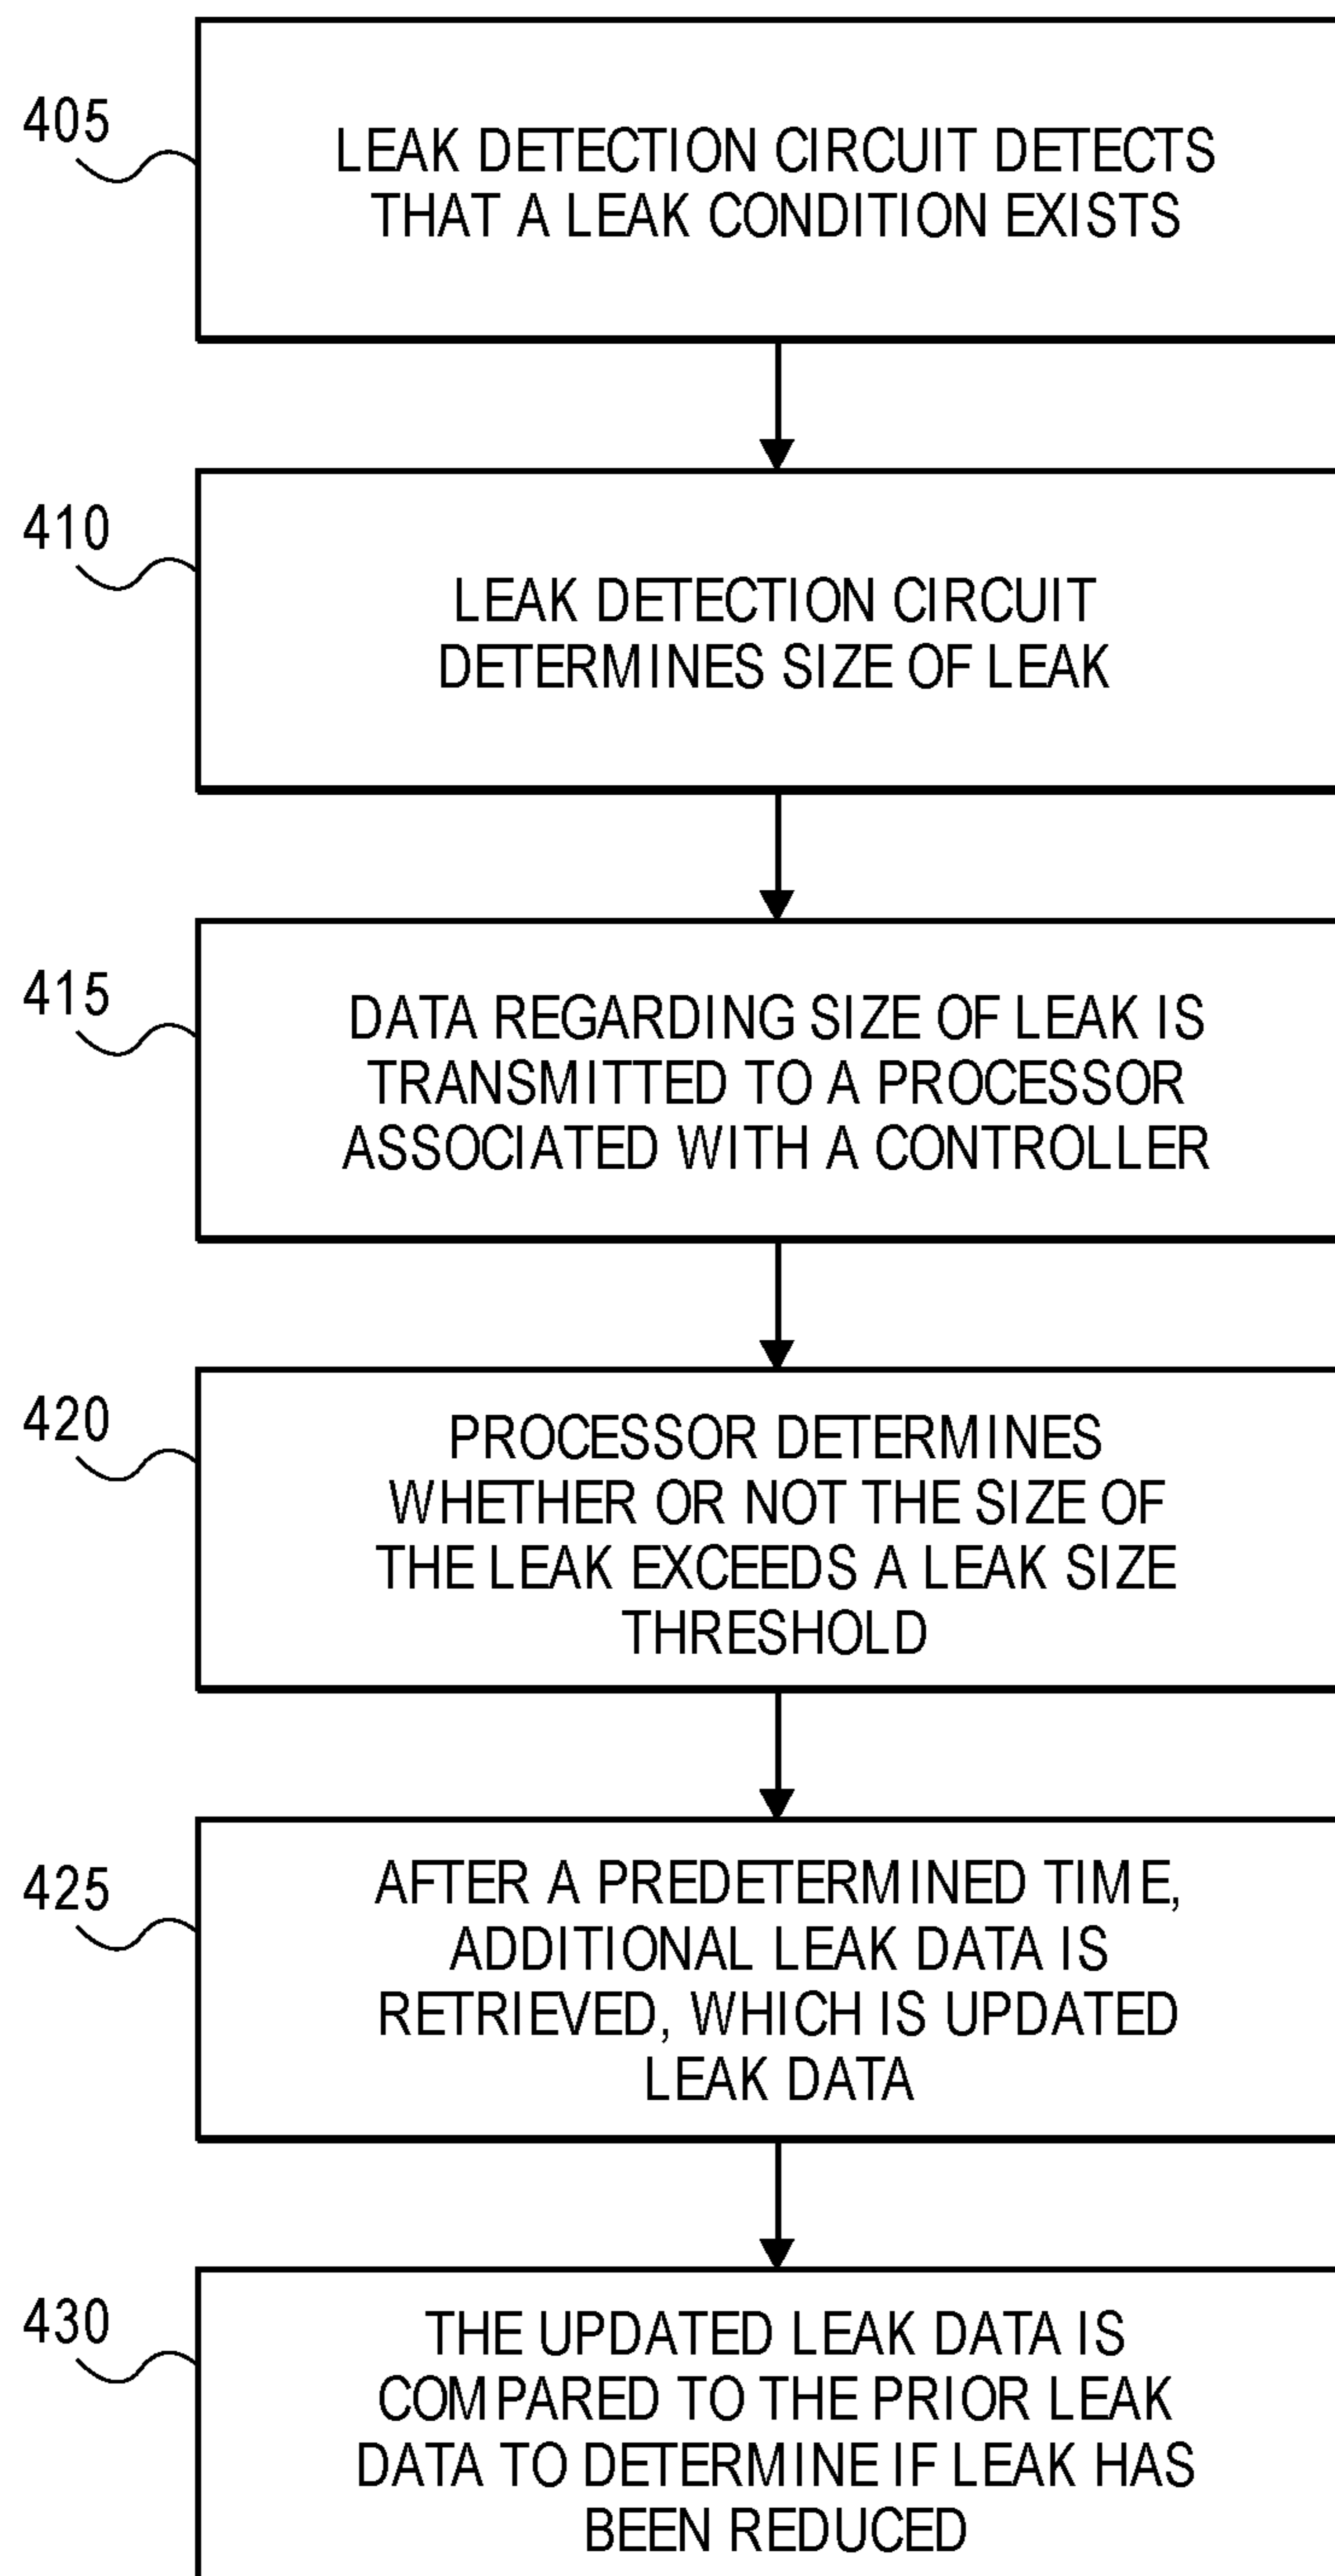 405
LEAK DETECTION CIRCUIT DETECTS
THAT A LEAK CONDITION EXISTS
410
LEAK DETECTION CIRCUIT
DETERMINES SIZE OF LEAK
415
DATA REGARDING SIZE OF LEAK IS
TRANSMITTED TO A PROCESSOR
ASSOCIATED WITH A CONTROLLER
420
PROCESSOR DETERMINES
WHETHER OR NOT THE SIZE OF
THE LEAK EXCEEDS A LEAK SIZE
THRESHOLD
425
AFTER A PREDETERMINED TIME,
ADDITIONAL LEAK DATA IS
RETRIEVED, WHICH IS UPDATED
LEAK DATA
430
THE UPDATED LEAK DATA IS
COMPARED TO THE PRIOR LEAK
DATA TO DETERMINE IF LEAK HAS
BEEN REDUCED